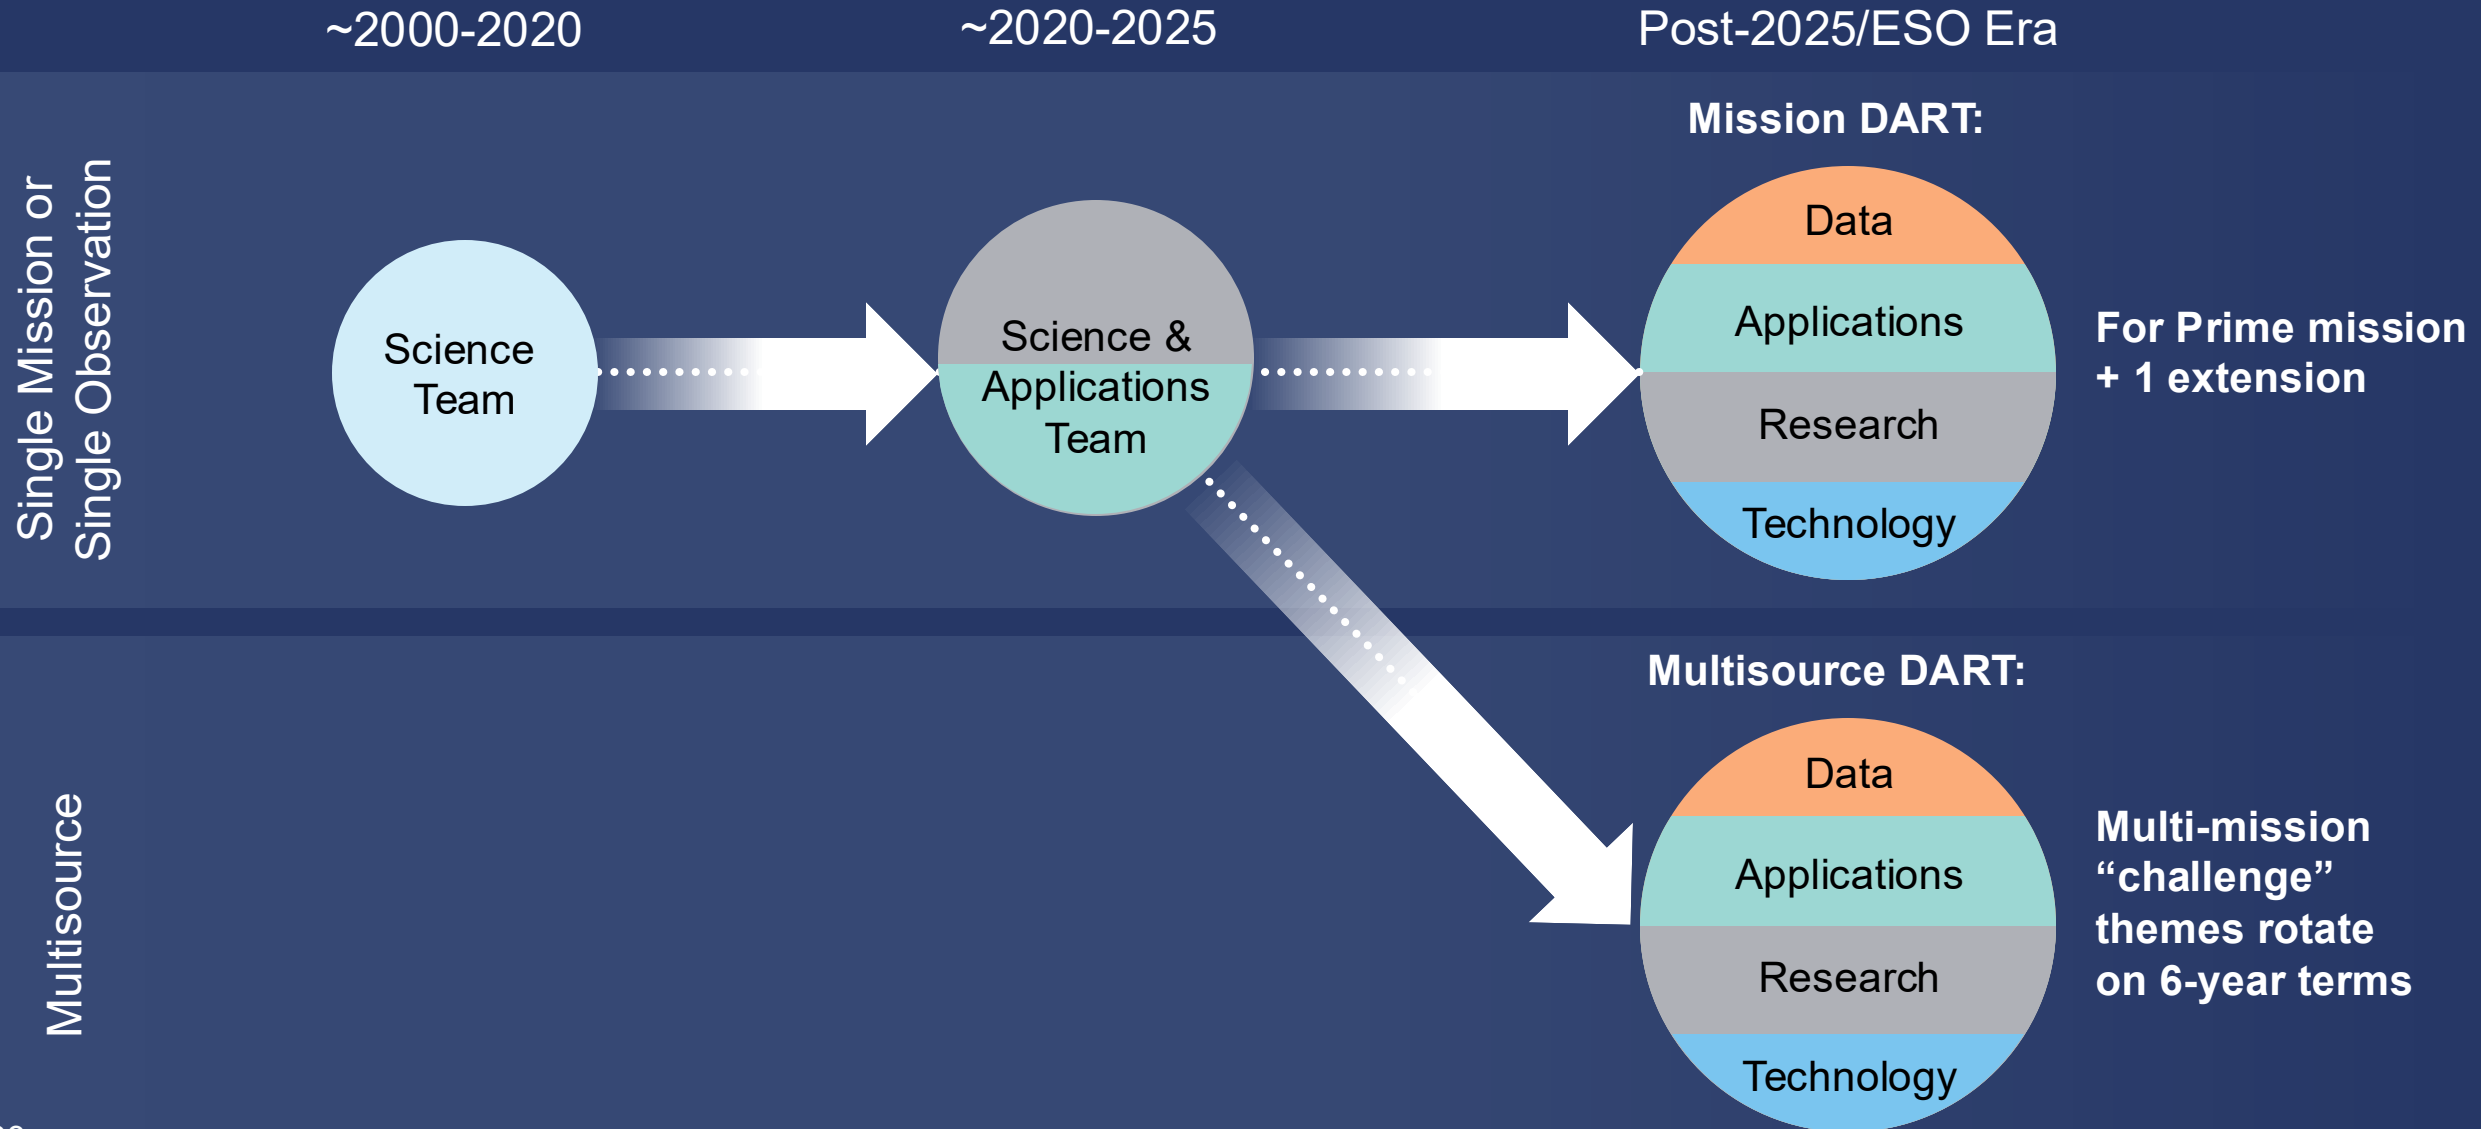 ~2000-2020
~2020-2025
Post-2025/ESO Era
Single Mission or
Single Observation
Science
Team
Science &
Applications
Team
Mission DART:
Data
Applications
Research
Technology
For Prime mission
+ 1 extension
Multisource
Multisource DART:
Data
Applications
Research
Technology
Multi-mission
“challenge”
themes rotate
on 6-year terms